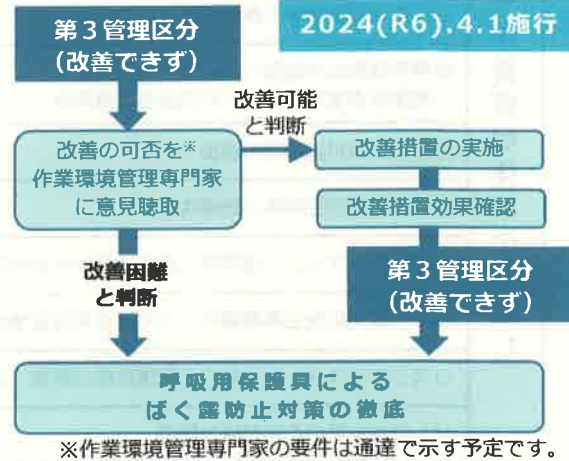 2024(R6).4.1施行
第3管理区分
(改善できず)
改善可能
と判断
改善の可否を※
作業環境管理専門家
に意見聴取
改善措置の実施
改善措置効果確認
改善困難
と判断
第3管理区分
(改善できず)
呼吸用保護具による
ばく露防止対策の徹底
※作業環境管理専門家の要件は通達で示す予定です。